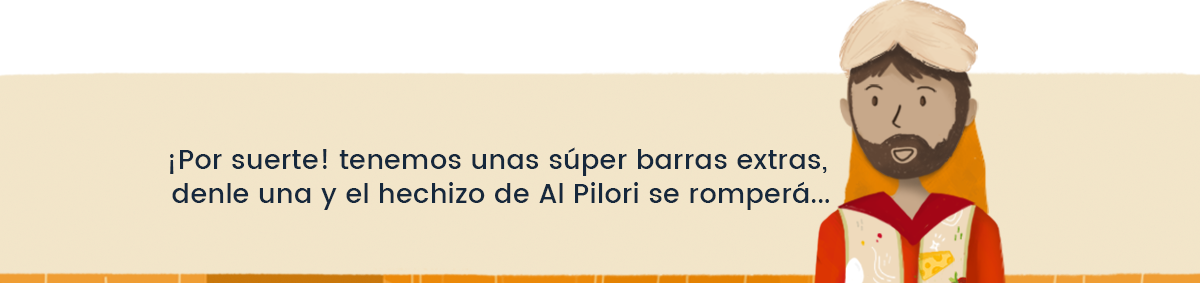 ¡Por suerte! tenemos unas súper barras extras,
denle una y el hechizo de Al Pilori se romperá...